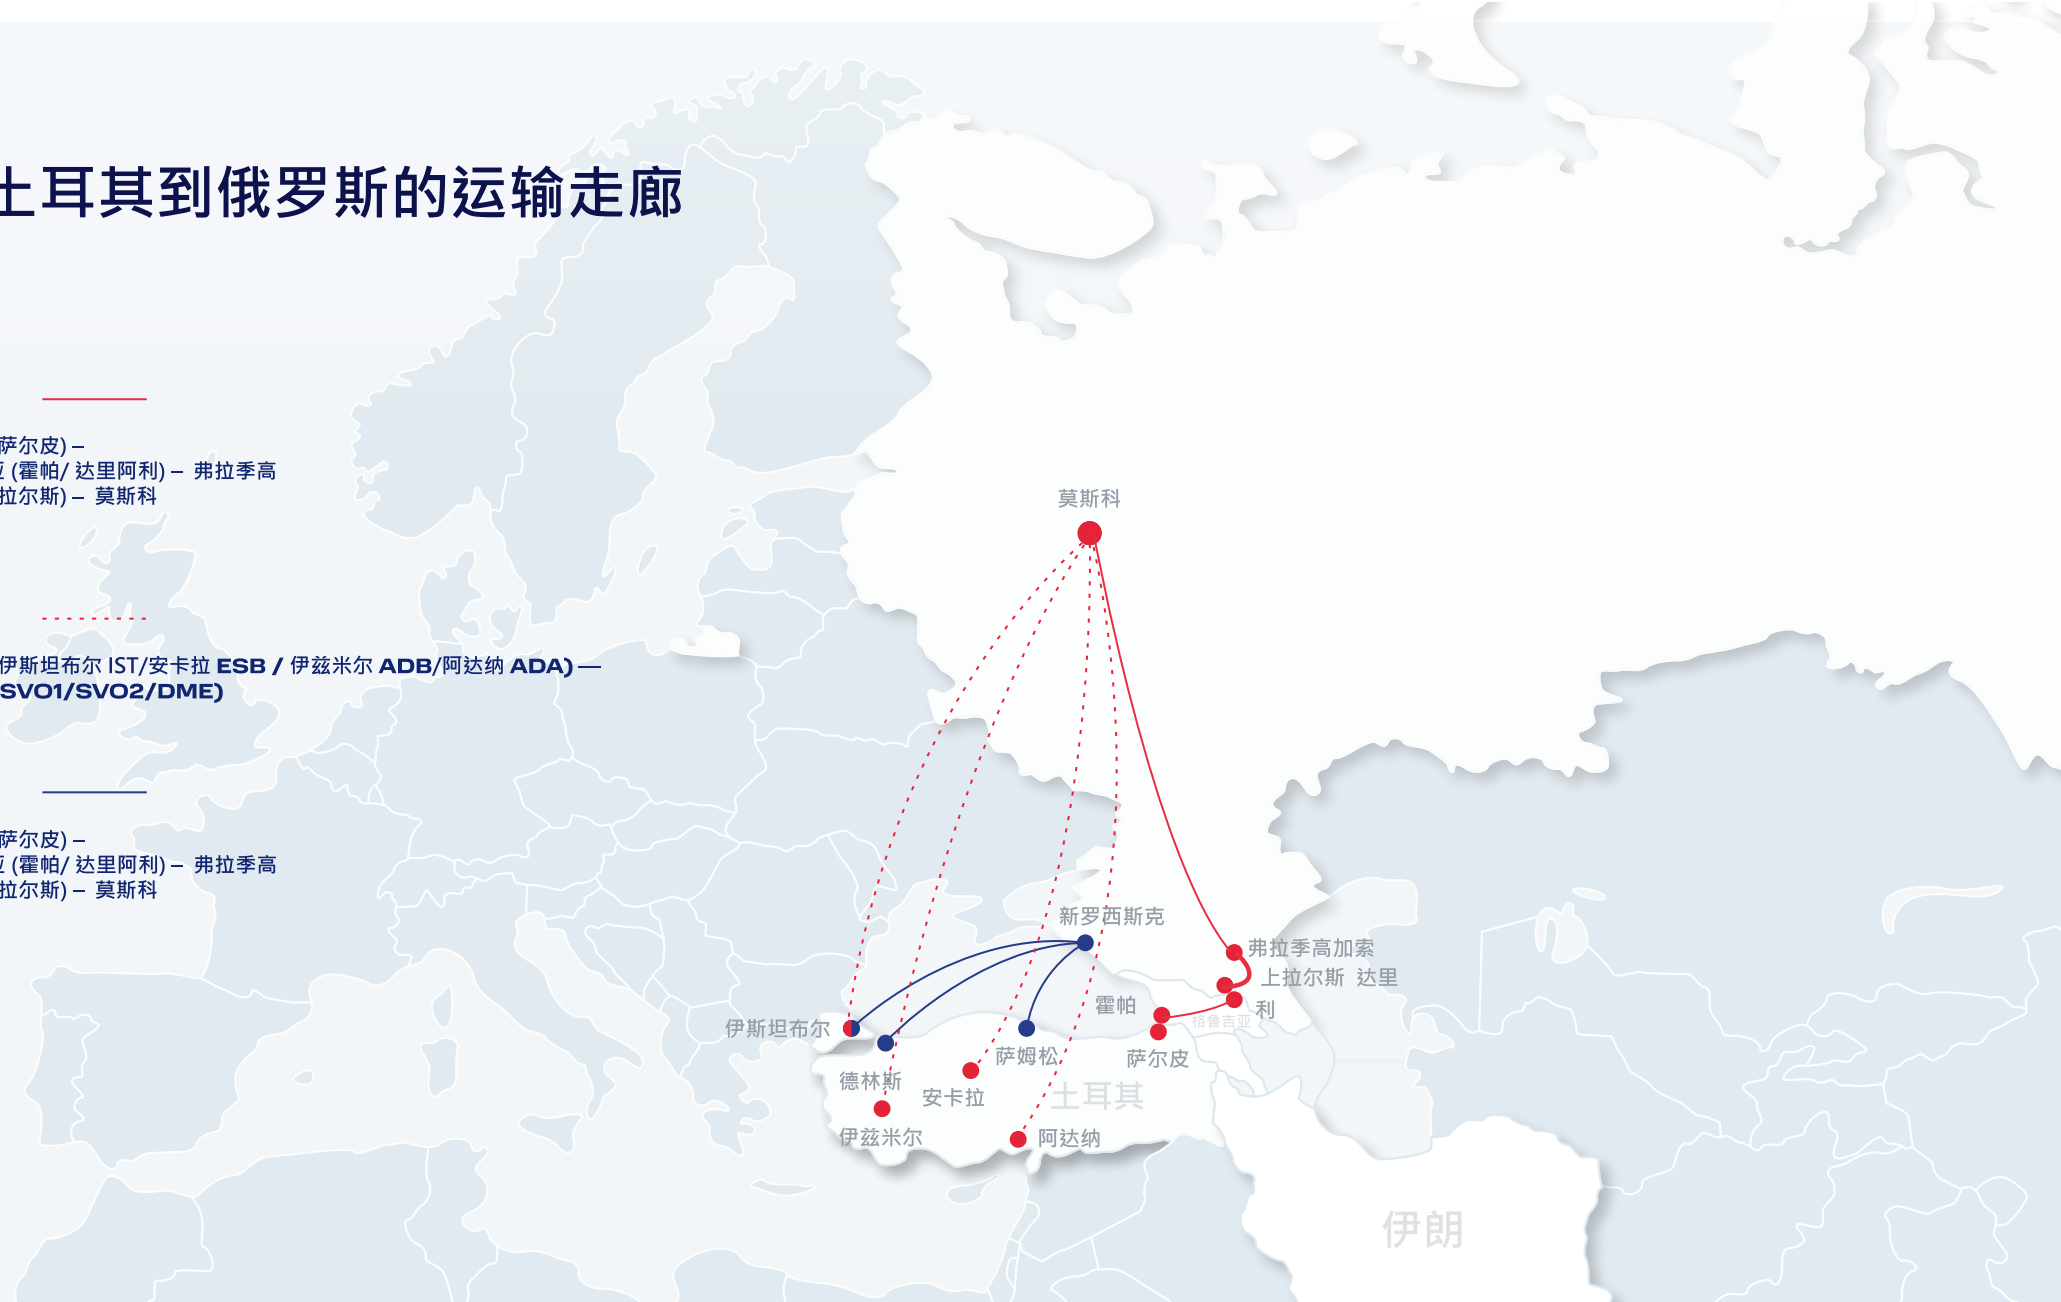 土耳其到俄罗斯的运输走廊
萨尔皮) –
亚 (霍帕/ 达里阿利) – 弗拉季高
拉尔斯) – 莫斯科
伊斯坦布尔 IST/安卡拉 ESB / 伊兹米尔 ADB/阿达纳 ADA) —
SVO1/SVO2/DME)
萨尔皮) –
亚 (霍帕/ 达里阿利) – 弗拉季高
拉尔斯) – 莫斯科
莫斯科
新罗西斯克
弗拉季高加索
上拉尔斯 达里
利
霍帕
格鲁吉亚
伊斯坦布尔
萨姆松
萨尔皮
德林斯
安卡拉
土耳其
伊兹米尔
阿达纳
伊朗